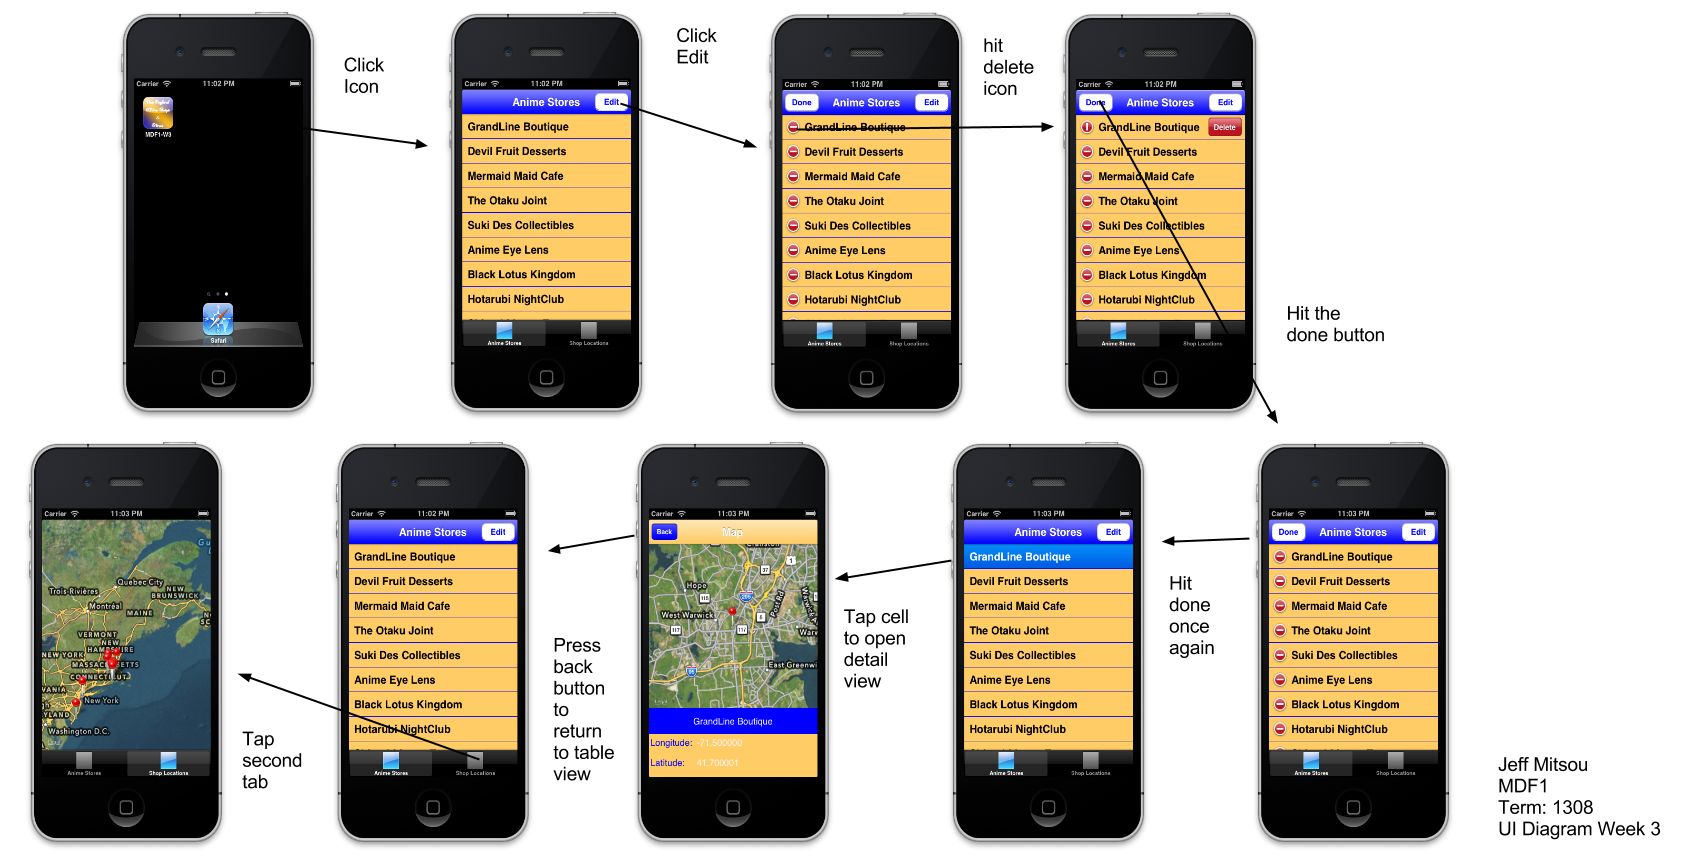 Click
Icon
Click
Edit
hit
delete
icon
Carrier 11:02 PM
MDF1-W3
Safari
Carrier 11:02 PM
Anime Stores Edit
GrandLine Boutique
Devil Fruit Desserts
Mermaid Maid Cafe
The Otaku Joint
Suki Des Collectibles
Anime Eye Lens
Black Lotus Kingdom
Hotarubi NightClub
Anime Stores Shop Locations
Carrier 11:02 PM
Done Anime Stores Edit
GrandLine Boutique
Devil Fruit Desserts
Mermaid Maid Cafe
The Otaku Joint
Suki Des Collectibles
Anime Eye Lens
Black Lotus Kingdom
Hotarubi NightClub
Anime Stores Shop Locations
Carrier 11:02 PM
Done Anime Stores Edit
GrandLine Boutique Delete
Devil Fruit Desserts
Mermaid Maid Cafe
The Otaku Joint
Suki Des Collectibles
Anime Eye Lens
Black Lotus Kingdom
Hotarubi NightClub
Anime Stores Shop Locations
Hit the
done button
Carrier 11:03 PM
Quebec City
Trois-Rivières
NEW
BRUNSWICK
Montréal
MAINE
VERMONT
NEW
HAMPSHIRE
NEW YORK
MASSACHUSETTS
CONNECTICUT
VANIA
New York
YLAND
Washington D.C.
Anime Stores Shop Locations
Tap
second
tab
Carrier 11:02 PM
Anime Stores Edit
GrandLine Boutique
Devil Fruit Desserts
Mermaid Maid Cafe
The Otaku Joint
Suki Des Collectibles
Anime Eye Lens
Black Lotus Kingdom
Hotarubi NightClub
Anime Stores Shop Locations
Press
back
button
to
return
to table
view
Carrier 11:03 PM
Back Map
Cranston
1
37
Hope
116
295
Post Rd
West Warwick
117
117
Warw
East Greenwi
95
GrandLine Boutique
Longitude: -71.500000
Latitude: 41.700001
Tap cell
to open
detail
view
Carrier 11:03 PM
Anime Stores Edit
GrandLine Boutique
Devil Fruit Desserts
Mermaid Maid Cafe
The Otaku Joint
Suki Des Collectibles
Anime Eye Lens
Black Lotus Kingdom
Hotarubi NightClub
Anime Stores Shop Locations
Hit
done
once
again
Carrier 11:03 PM
Done Anime Stores Edit
GrandLine Boutique
Devil Fruit Desserts
Mermaid Maid Cafe
The Otaku Joint
Suki Des Collectibles
Anime Eye Lens
Black Lotus Kingdom
Hotarubi NightClub
Anime Stores Shop Locations
Jeff Mitsou
MDF1
Term: 1308
UI Diagram Week 3